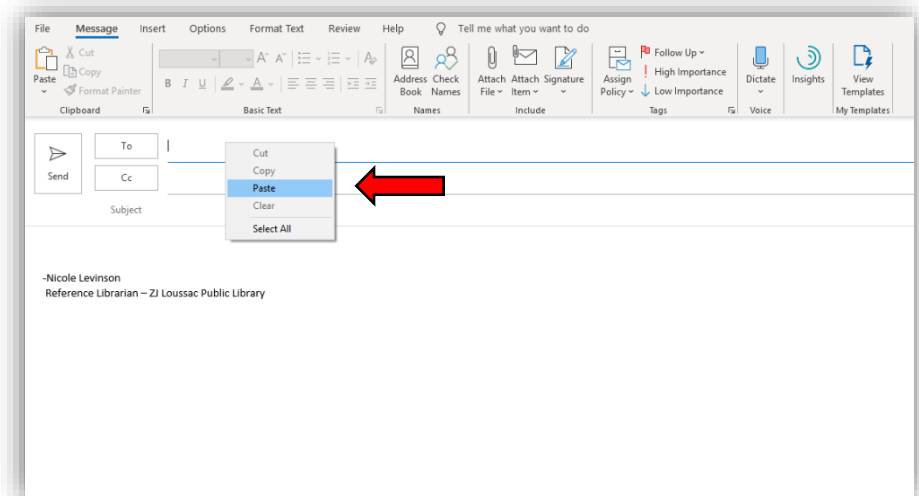 File Message Insert Options Format Text Review Help Tell me what you want to do
Cut
Copy
Format Painter
Paste
Clipboard
B I U
Basic Text
Address Book
Check Names
Names
Attach File
Attach Item
Signature
Include
Assign Policy
Follow Up
High Importance
Low Importance
Tags
Dictate
Voice
Insights
View Templates
My Templates
Send
To
Cc
Subject
Cut
Copy
Paste
Clear
Select All
-Nicole Levinson
Reference Librarian – ZJ Loussac Public Library